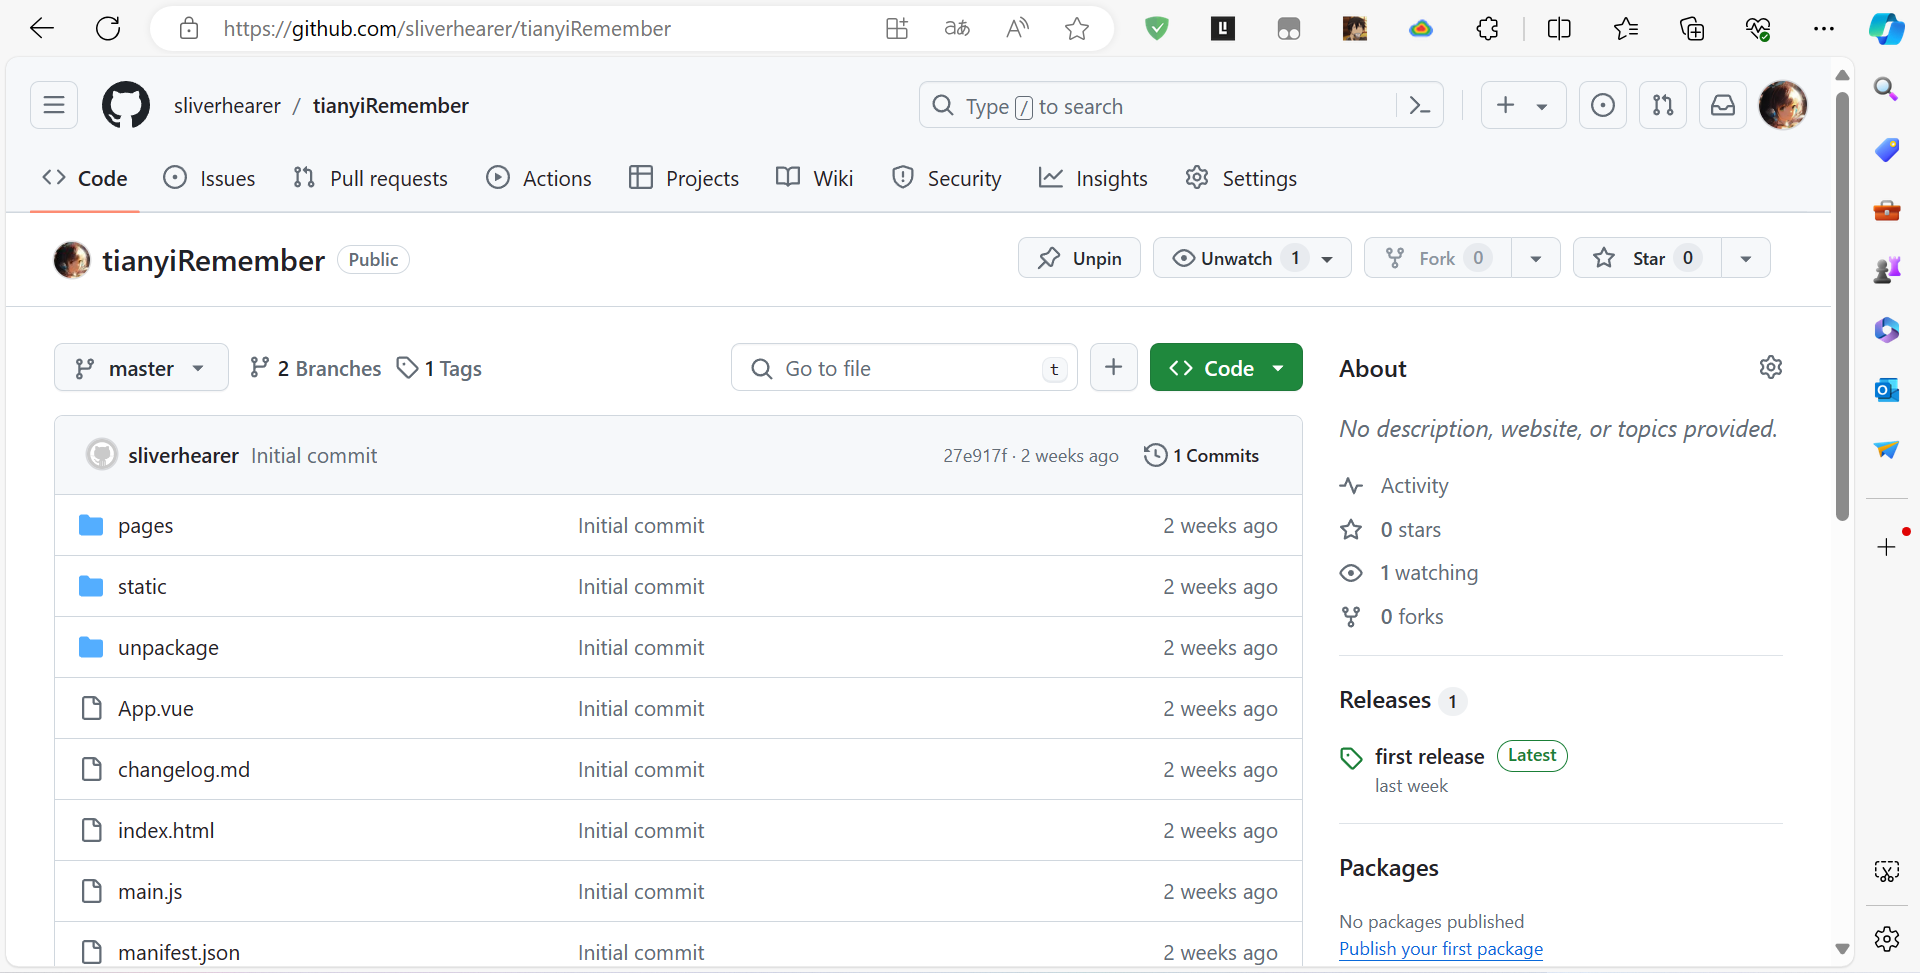 https://github.com/sliverhearer/tianyiRemember
sliverhearer / tianyiRemember
Type / to search
Code Issues Pull requests Actions Projects Wiki Security Insights Settings
tianyiRemember Public
Unpin Unwatch 1 Fork 0 Star 0
master 2 Branches 1 Tags
Go to file t
Code
sliverhearer Initial commit 27e917f · 2 weeks ago 1 Commits
pages Initial commit 2 weeks ago
static Initial commit 2 weeks ago
unpackage Initial commit 2 weeks ago
App.vue Initial commit 2 weeks ago
changelog.md Initial commit 2 weeks ago
index.html Initial commit 2 weeks ago
main.js Initial commit 2 weeks ago
manifest.json Initial commit 2 weeks ago
About
No description, website, or topics provided.
Activity
0 stars
1 watching
0 forks
Releases 1
first release Latest
last week
Packages
No packages published
Publish your first package